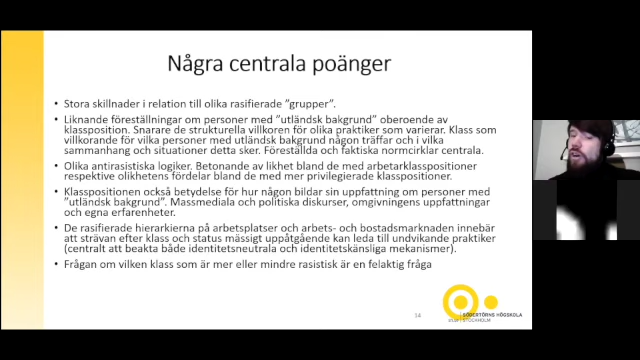 Några centrala poänger
• Stora skillnader i relation till olika rasifierade "grupper".
• Liknande föreställningar om personer med "utländsk bakgrund" oberoende av
klassposition. Snarare de strukturella villkoren för olika praktiker som varierar. Klass som
villkorande för vilka personer med utländsk bakgrund någon träffar och i vilka
sammanhang och situationer detta sker. Föreställda och faktiska normcirklar centrala.
• Olika antirasistiska logiker. Betonande av likhet bland de med arbetarklasspositioner
respektive olikhetens fördelar bland de med mer privilegierade klasspositioner.
• Klasspositionen också betydelse för hur någon bildar sin uppfattning om personer med
"utländsk bakgrund". Massmediala och politiska diskurser, omgivningens uppfattningar
och egna erfarenheter.
• De rasifierade hierarkierna på arbetsplatser och arbets- och bostadsmarknaden innebär
att strävan efter klass och status mässigt uppåtgående kan leda till undvikande praktiker
(centralt att beakta både identitetsneutrala och identitetskänsliga mekanismer).
• Frågan om vilken klass som är mer eller mindre rasistisk är en felaktig fråga
14
SÖDERTÖRNS HÖGSKOLA
STOCKHOLM